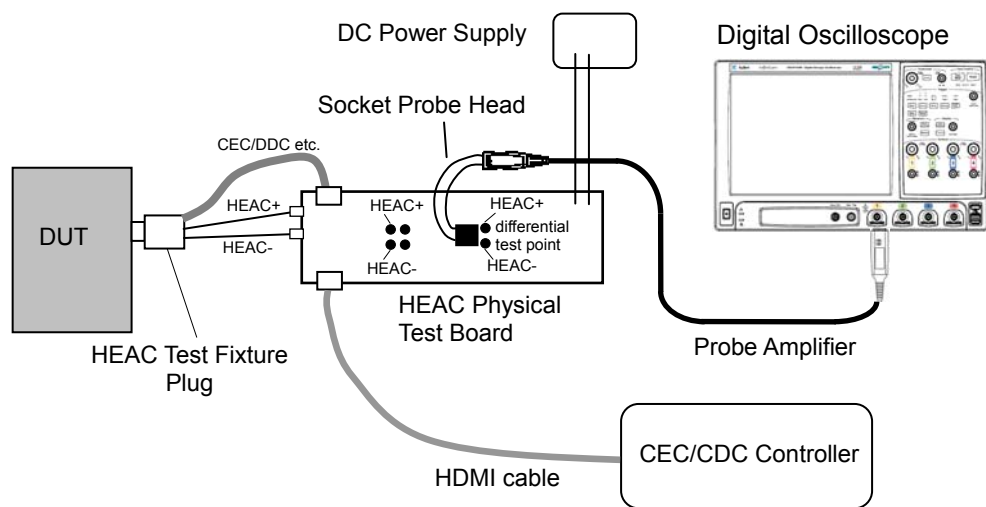 DC Power Supply
Digital Oscilloscope
Socket Probe Head
CEC/DDC etc.
HEAC+
HEAC-
DUT
HEAC+
HEAC-
HEAC+
differential
test point
HEAC-
HEAC Physical
Test Board
HEAC Test Fixture
Plug
Probe Amplifier
HDMI cable
CEC/CDC Controller